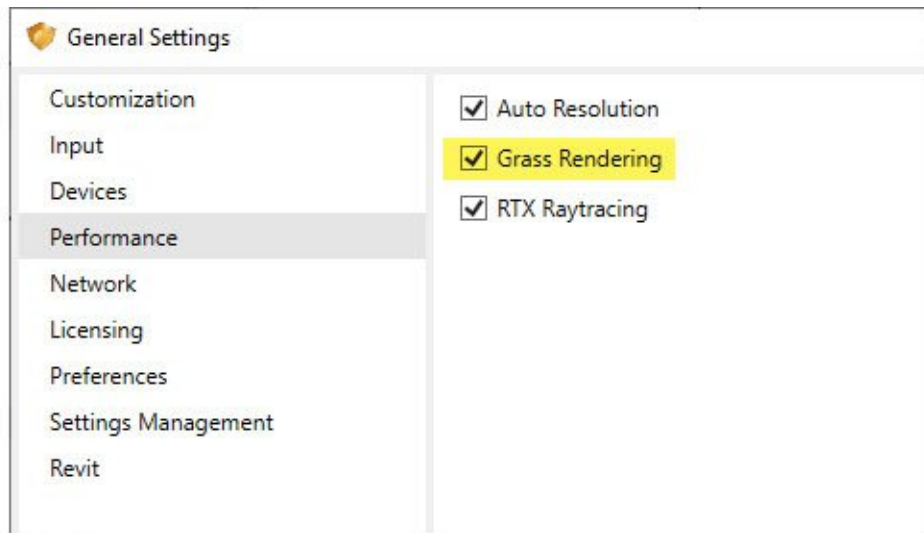 General Settings
Customization
Input
Devices
Performance
Network
Licensing
Preferences
Settings Management
Revit
Auto Resolution
Grass Rendering
RTX Raytracing